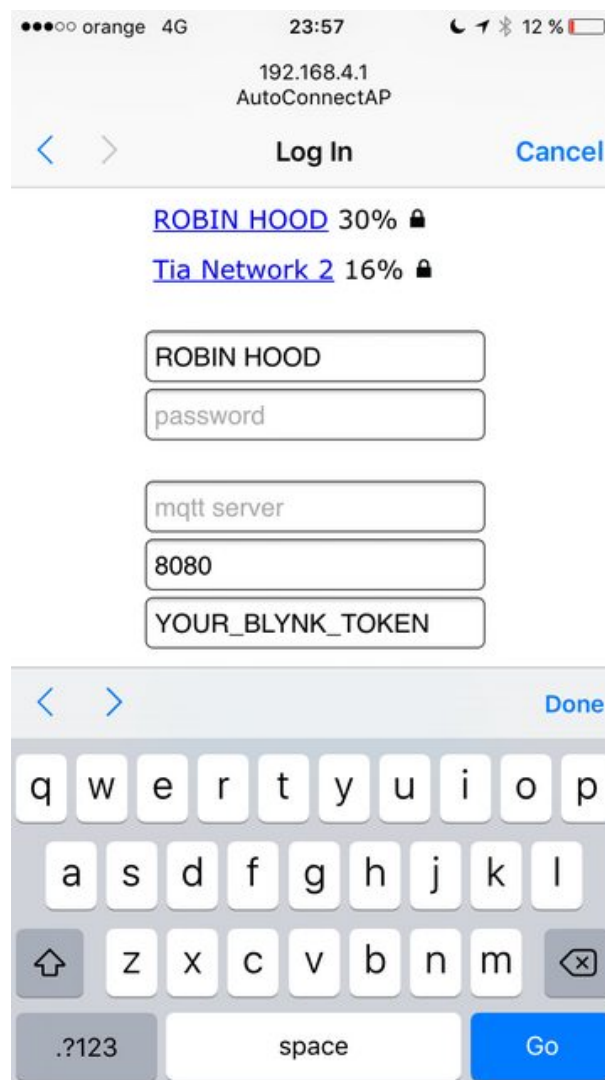 orange 4G 23:57 12 %
192.168.4.1
AutoConnectAP
Log In Cancel
ROBIN HOOD 30%
Tia Network 2 16%
ROBIN HOOD
password
mqtt server
8080
YOUR_BLYNK_TOKEN
Done
q w e r t y u i o p
a s d f g h j k l
z x c v b n m
.?123 space Go